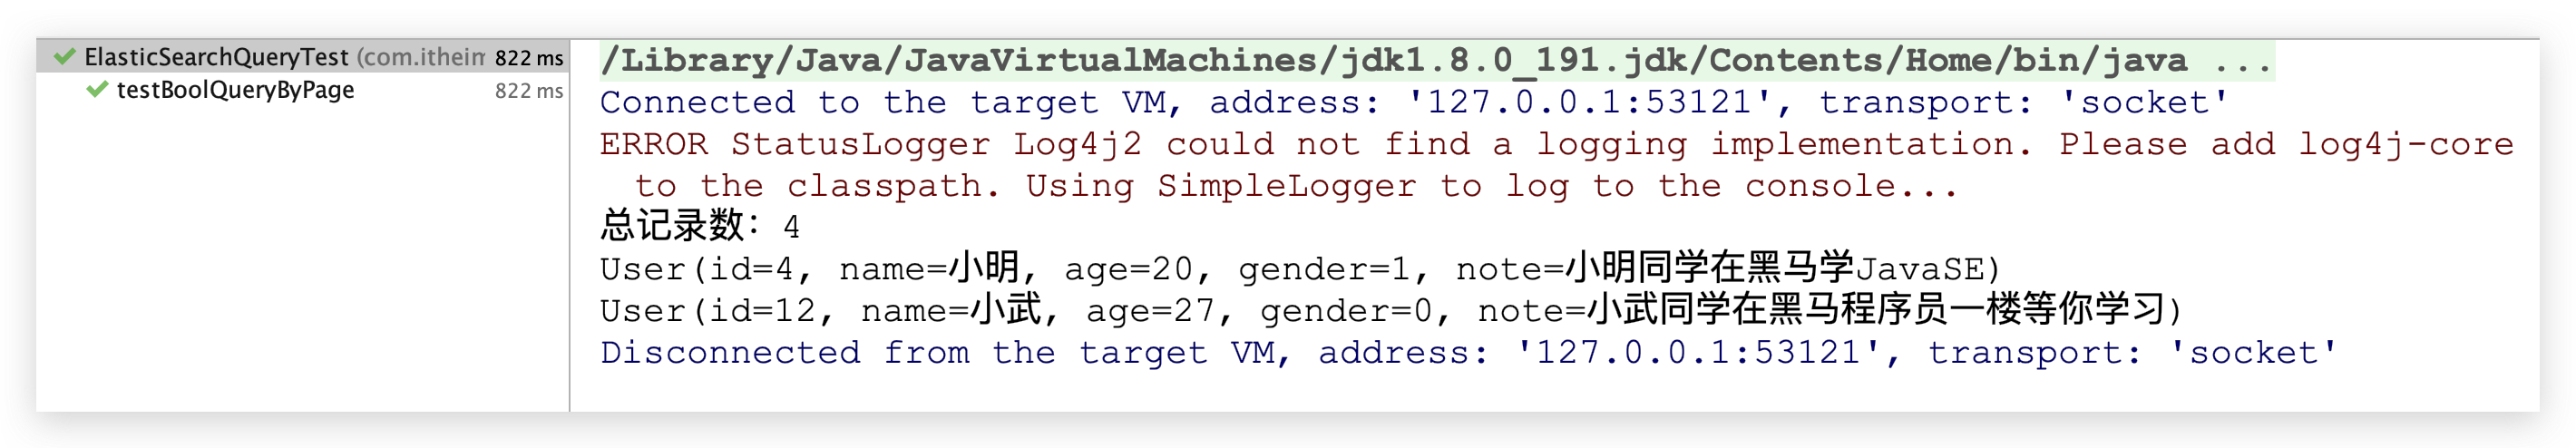 ElasticSearchQueryTest (com.itheim 822 ms
testBoolQueryByPage 822 ms
/Library/Java/JavaVirtualMachines/jdk1.8.0_191.jdk/Contents/Home/bin/java ...
Connected to the target VM, address: '127.0.0.1:53121', transport: 'socket'
ERROR StatusLogger Log4j2 could not find a logging implementation. Please add log4j-core
to the classpath. Using SimpleLogger to log to the console...
总记录数：4
User(id=4, name=小明, age=20, gender=1, note=小明同学在黑马学JavaSE)
User(id=12, name=小武, age=27, gender=0, note=小武同学在黑马程序员一楼等你学习)
Disconnected from the target VM, address: '127.0.0.1:53121', transport: 'socket'